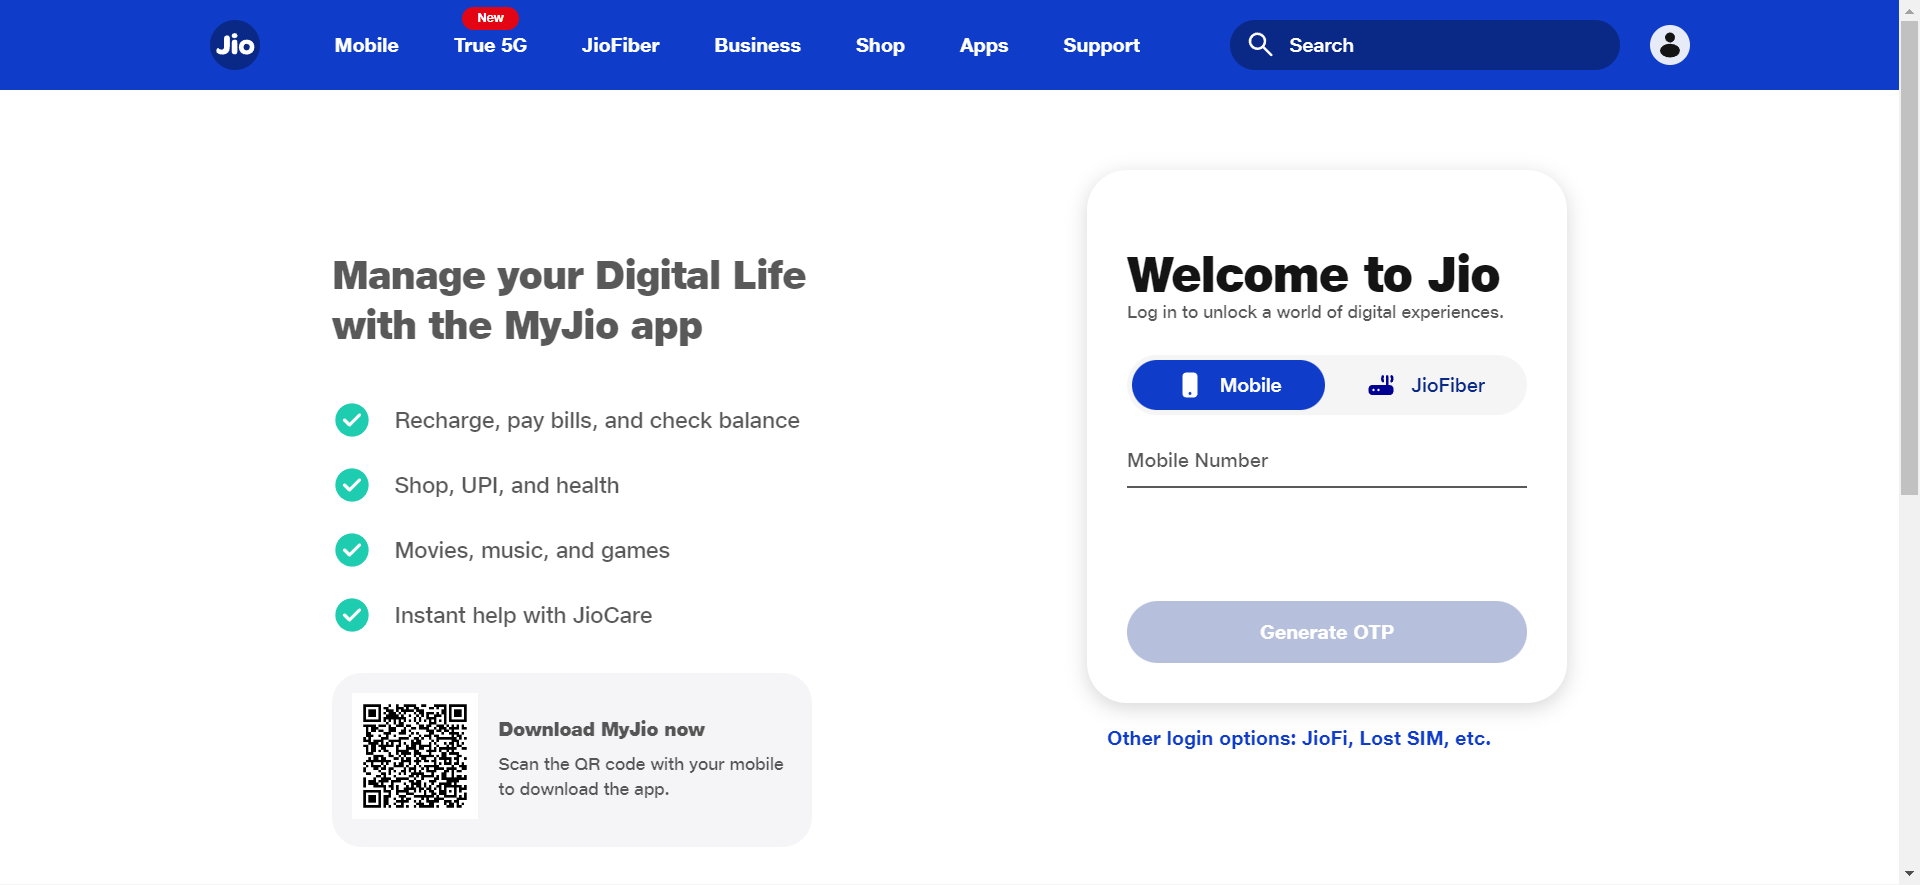 Jio
Mobile
New
True 5G
JioFiber
Business
Shop
Apps
Support
Search
Manage your Digital Life
with the MyJio app
Recharge, pay bills, and check balance
Shop, UPI, and health
Movies, music, and games
Instant help with JioCare
Download MyJio now
Scan the QR code with your mobile
to download the app.
Welcome to Jio
Log in to unlock a world of digital experiences.
Mobile
JioFiber
Mobile Number
Generate OTP
Other login options: JioFi, Lost SIM, etc.